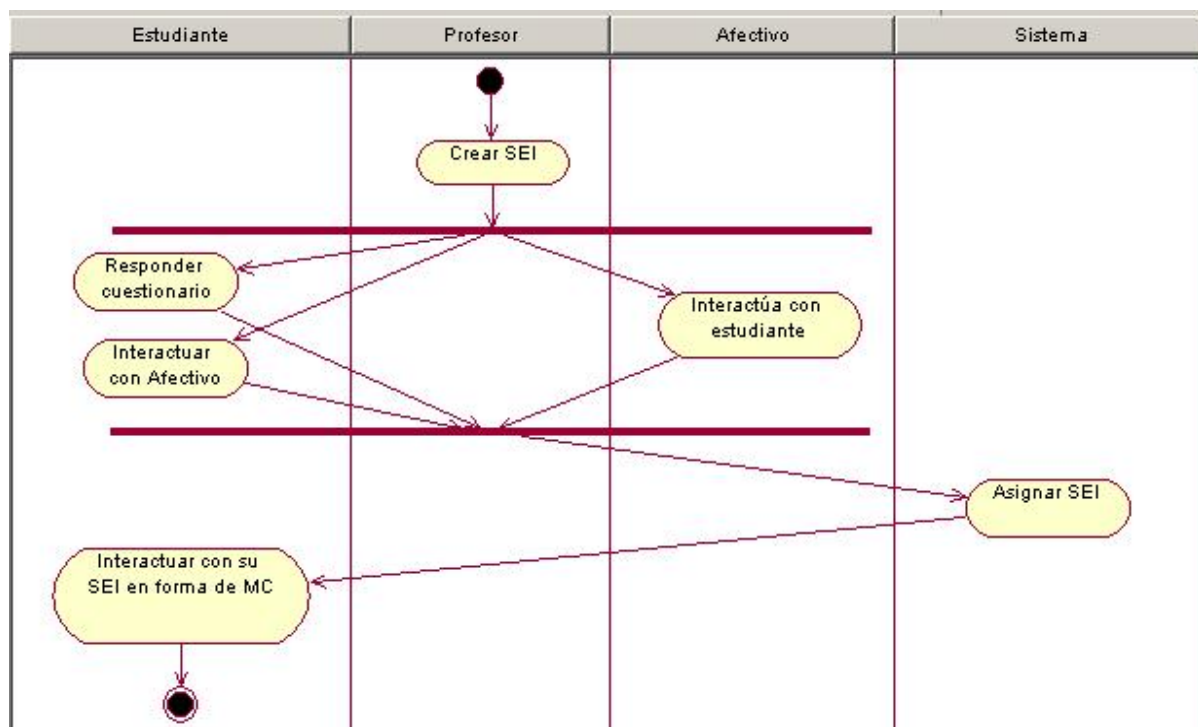 Estudiante
Profesor
Afectivo
Sistema
Crear SEI
Responder
cuestionario
Interactúa con
estudiante
Interactuar
con Afectivo
Asignar SEI
Interactuar con su
SEI en forma de MC